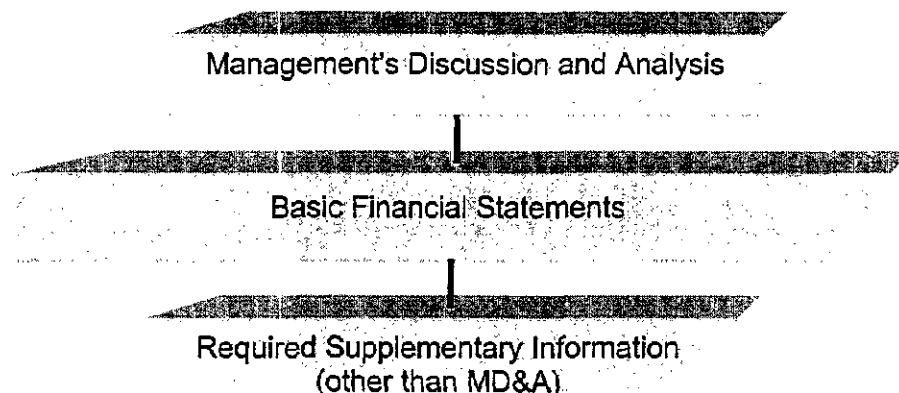 Management's Discussion and Analysis
Basic Financial Statements
Required Supplementary Information
(other than MD&A)